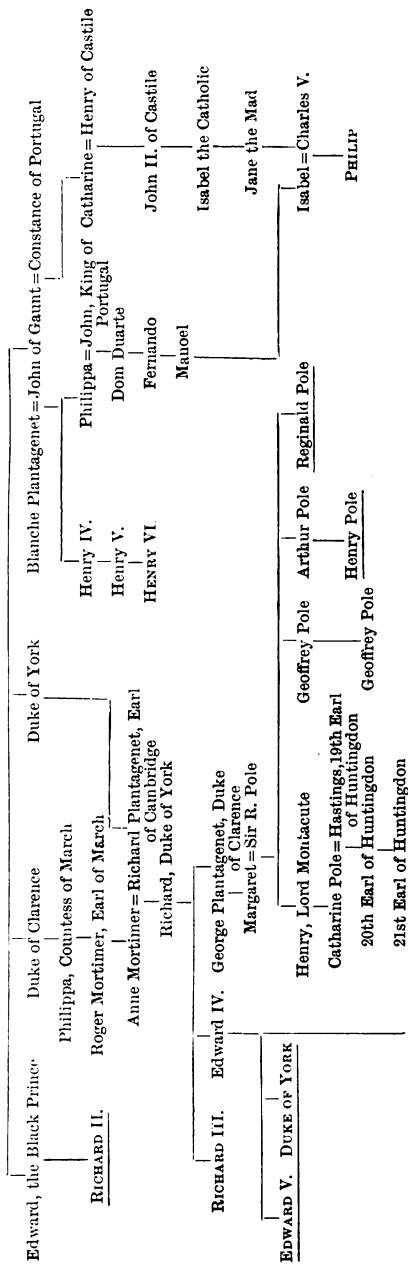 Edward, the Black Prince
Duke of Clarence
Duke of York
Blanche Plantagenet = John of Gaunt = Constance of Portugal
RICHARD II.
Philippa, Countess of March
Roger Mortimer, Earl of March
Anne Mortimer = Richard Plantagenet, Earl
of Cambridge
Richard, Duke of York
Henry IV.
Henry V.
HENRY VI
Philippa = John, King of
Portugal
Dom Duarte
Fernando
Manoel
Catharine = Henry of Castile
John II. of Castile
Isabel the Catholic
Jane the Mad
Isabel = Charles V.
PHILIP
RICHARD III.
Edward IV.
George Plantagenet, Duke
of Clarence
Margaret = Sir R. Pole
EDWARD V.
DUKE OF YORK
Henry, Lord Montacute
Catharine Pole = Hastings, 19th Earl
of Huntingdon
20th Earl of Huntingdon
21st Earl of Huntingdon
Geoffrey Pole
Geoffrey Pole
Arthur Pole
Henry Pole
Reginald Pole